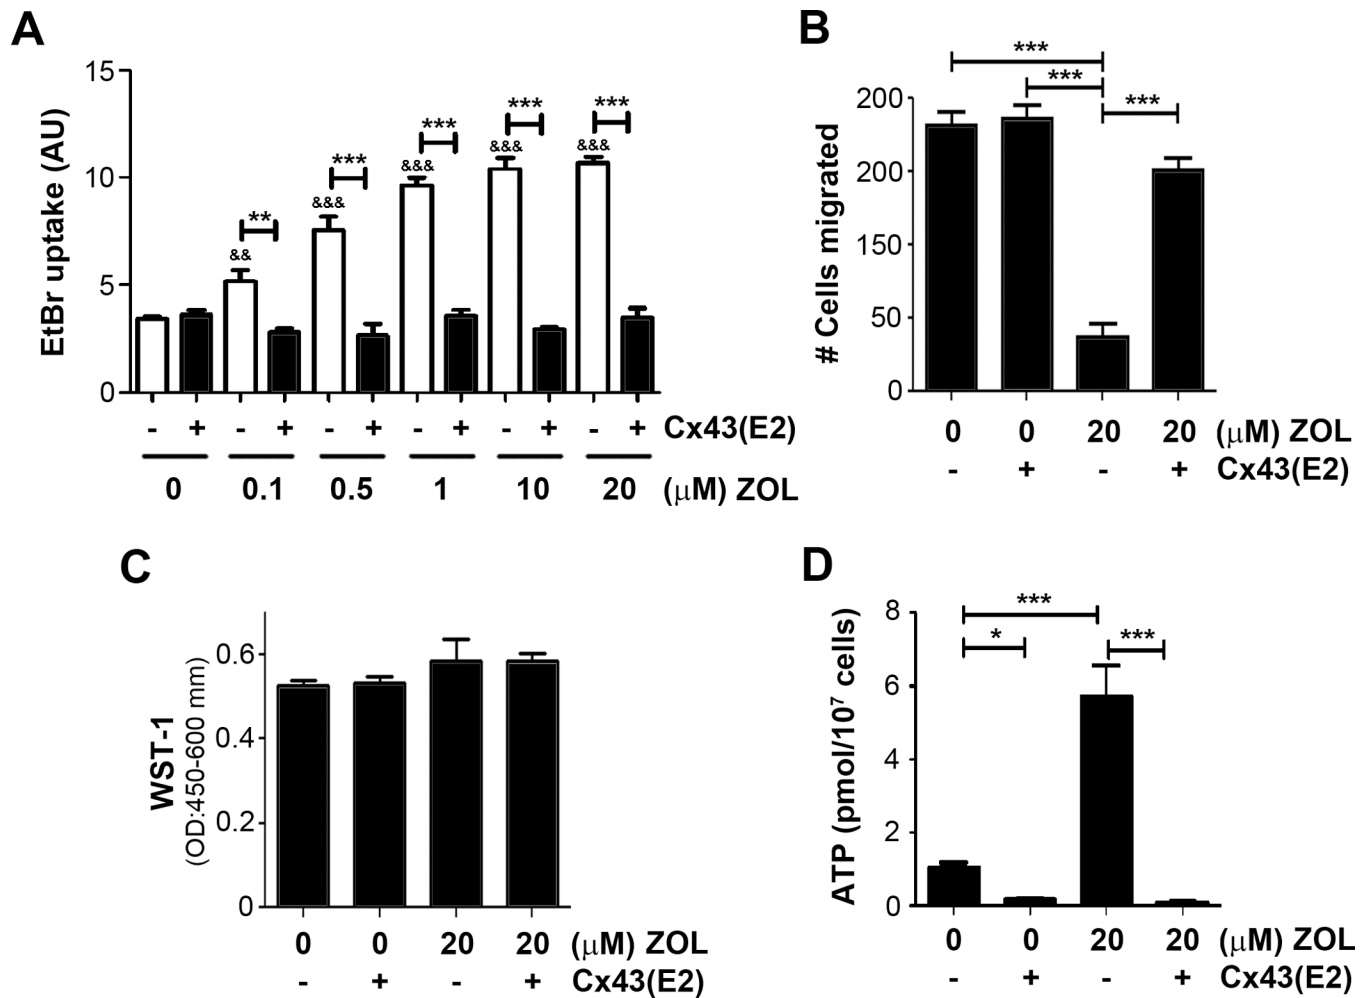 A
EtBr uptake (AU)
15
10
5
0
&& ** &&& *** &&& *** &&& *** &&& ***
- + - + - + - + - + - + Cx43(E2)
0 0.1 0.5 1 10 20 (μM) ZOL
B
# Cells migrated
200
200
150
50
0
***
***
***
0 0 20 20 (μM) ZOL
- + - + Cx43(E2)
C
WST-1
(OD:450-600 mm)
0.6
0.4
0.2
0
0 0 20 20 (μM) ZOL
- + - + Cx43(E2)
D
ATP (pmol/10⁷ cells)
8
6
4
2
0
***
* ***
0 0 20 20 (μM) ZOL
- + - + Cx43(E2)